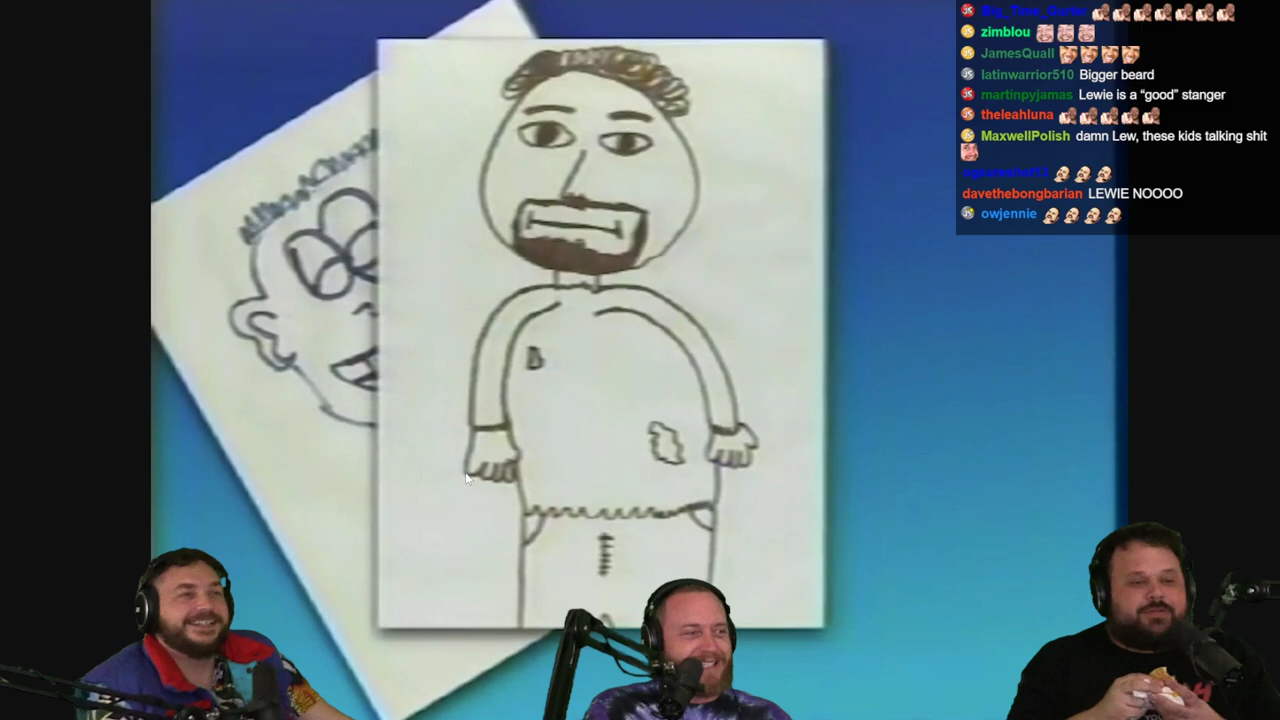 zimblou
JamesQuall
latinwarrior510 Bigger beard
martinpyjamas Lewie is a “good” stanger
theleahluna
MaxwellPolish damn Lew, these kids talking shit
davethebongbarian LEWIE NOOOO
owjennie